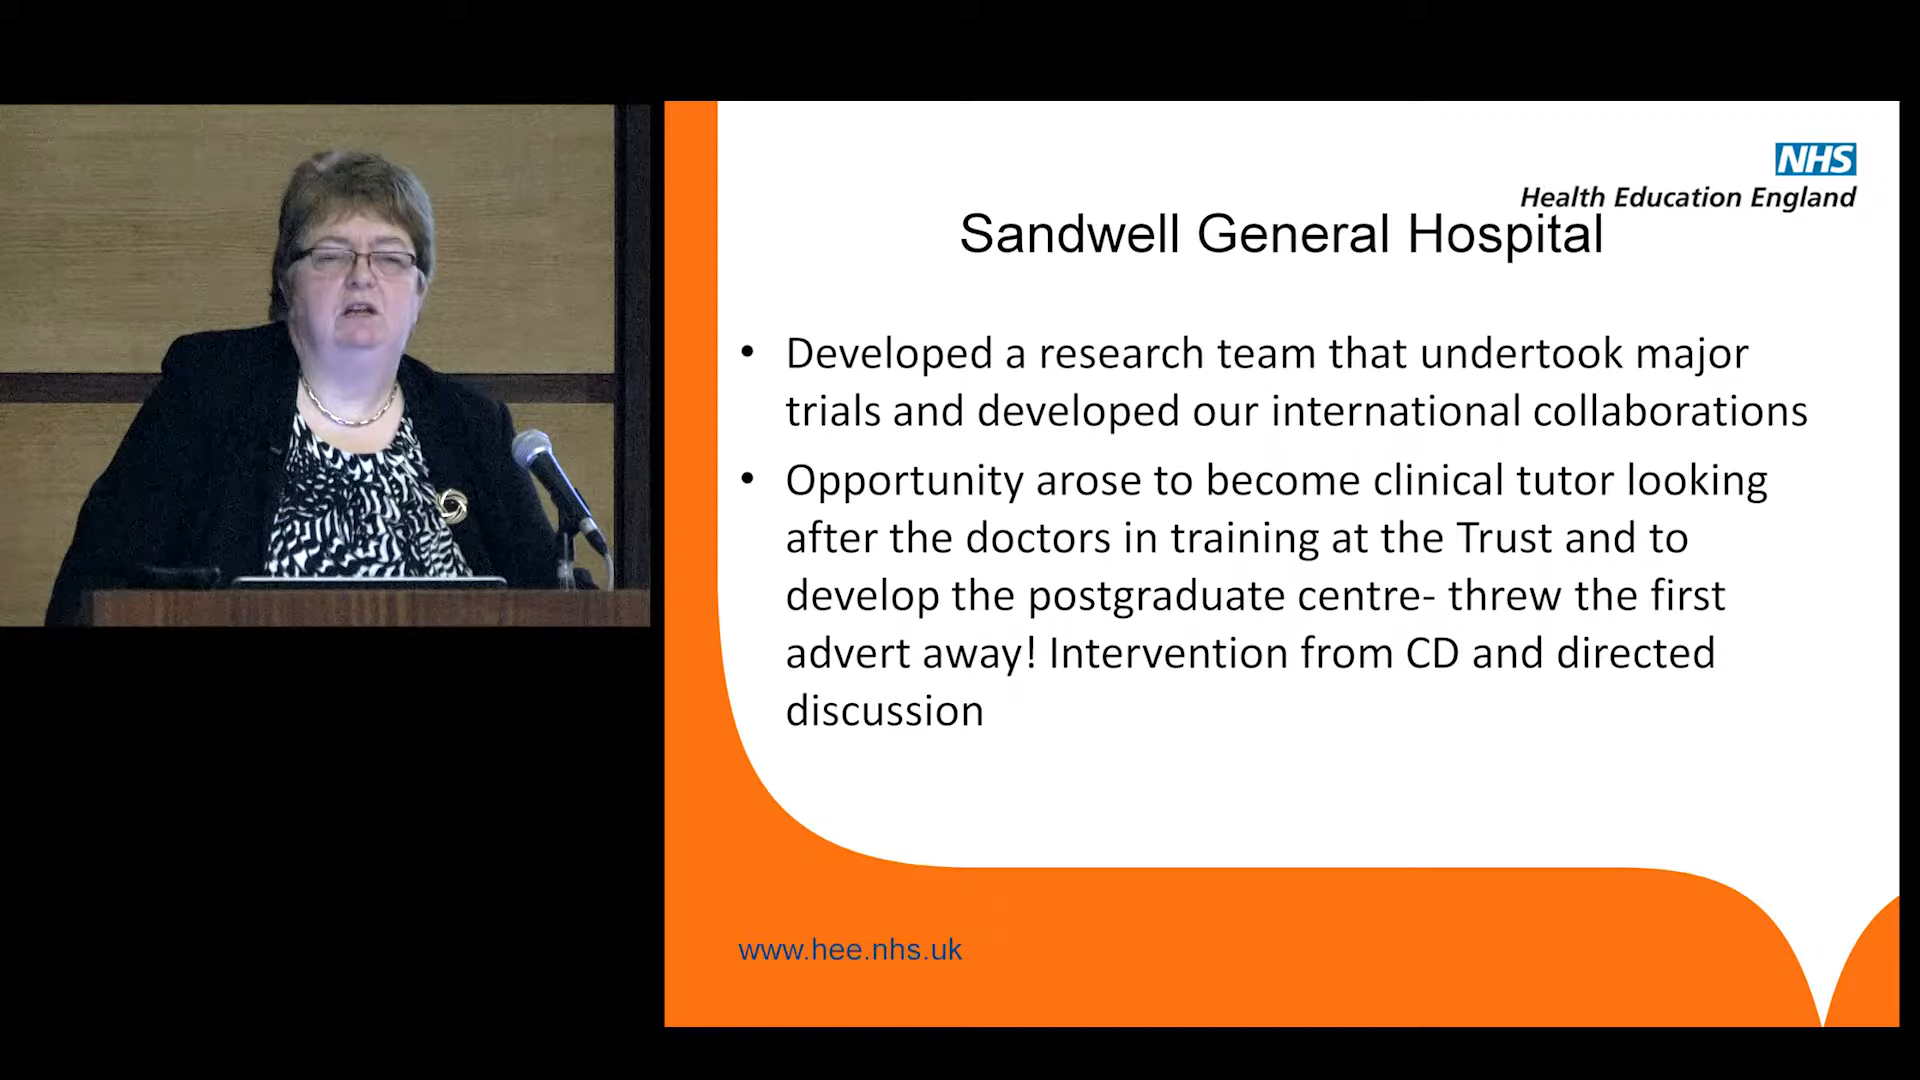 NHS
Health Education England
Sandwell General Hospital
• Developed a research team that undertook major
trials and developed our international collaborations
• Opportunity arose to become clinical tutor looking
after the doctors in training at the Trust and to
develop the postgraduate centre- threw the first
advert away! Intervention from CD and directed
discussion
www.hee.nhs.uk